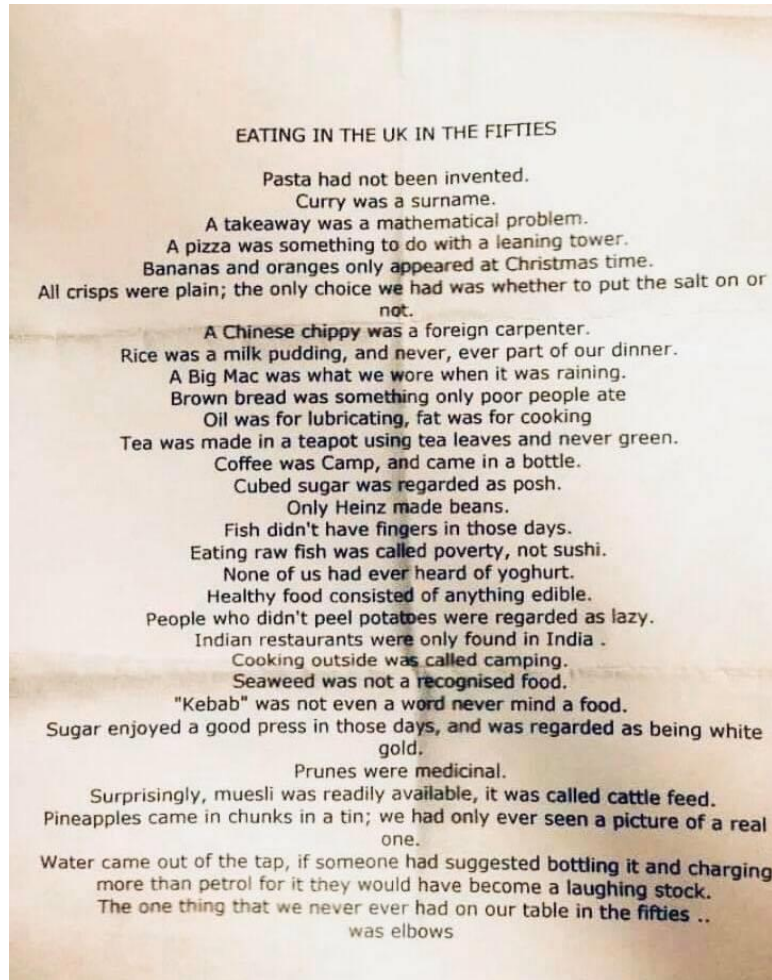 EATING IN THE UK IN THE FIFTIES
Pasta had not been invented.
Curry was a surname.
A takeaway was a mathematical problem.
A pizza was something to do with a leaning tower.
Bananas and oranges only appeared at Christmas time.
All crisps were plain; the only choice we had was whether to put the salt on or
not.
A Chinese chippy was a foreign carpenter.
Rice was a milk pudding, and never, ever part of our dinner.
A Big Mac was what we wore when it was raining.
Brown bread was something only poor people ate
Oil was for lubricating, fat was for cooking
Tea was made in a teapot using tea leaves and never green.
Coffee was Camp, and came in a bottle.
Cubed sugar was regarded as posh.
Only Heinz made beans.
Fish didn't have fingers in those days.
Eating raw fish was called poverty, not sushi.
None of us had ever heard of yoghurt.
Healthy food consisted of anything edible.
People who didn't peel potatoes were regarded as lazy.
Indian restaurants were only found in India .
Cooking outside was called camping.
Seaweed was not a recognised food.
"Kebab" was not even a word never mind a food.
Sugar enjoyed a good press in those days, and was regarded as being white
gold.
Prunes were medicinal.
Surprisingly, muesli was readily available, it was called cattle feed.
Pineapples came in chunks in a tin; we had only ever seen a picture of a real
one.
Water came out of the tap, if someone had suggested bottling it and charging
more than petrol for it they would have become a laughing stock.
The one thing that we never ever had on our table in the fifties ..
was elbows